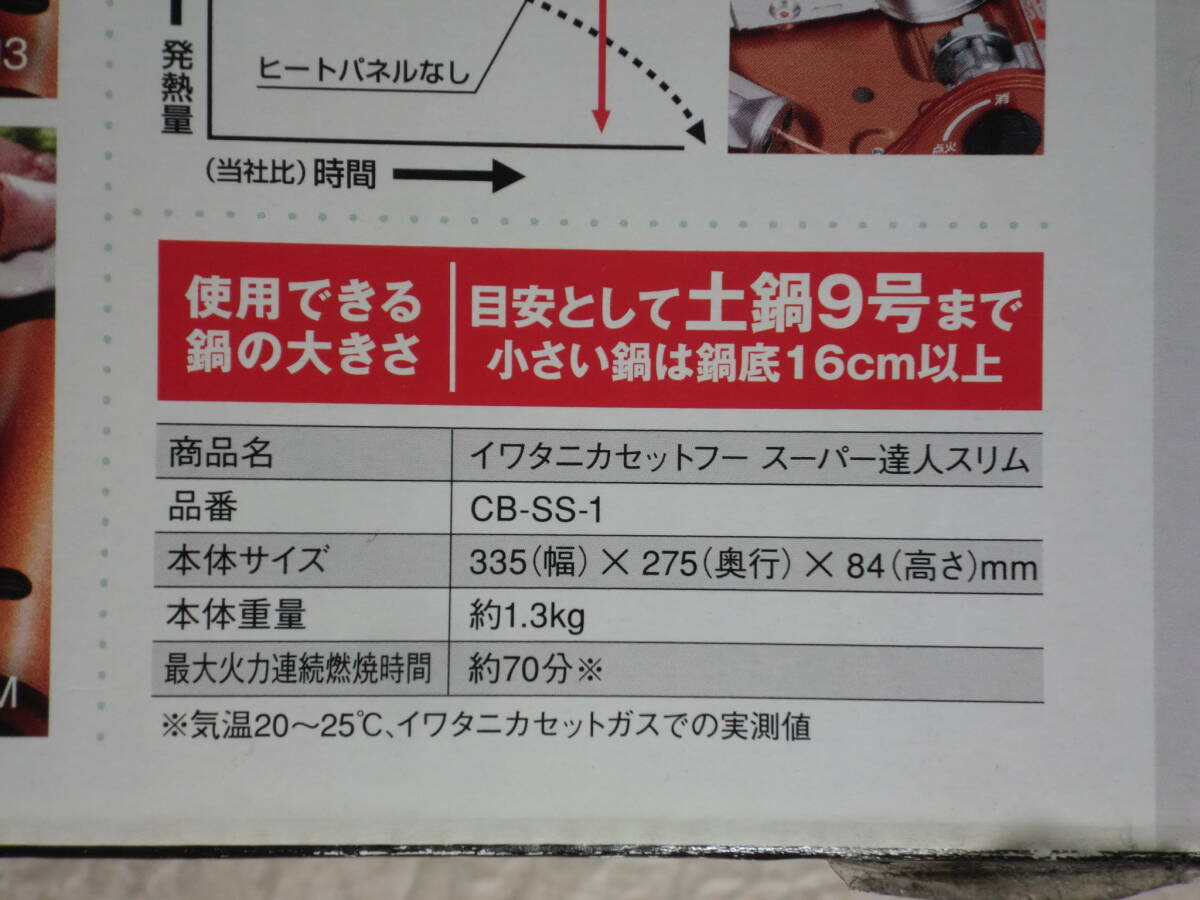 13
発熱量
ヒートパネルなし
(当社比)時間
消
点火
使用できる
鍋の大きさ
目安として土鍋9号まで
小さい鍋は鍋底16cm以上
商品名 イワタニカセットフー スーパー達人スリム
品番 CB-SS-1
本体サイズ 335(幅)×275(奥行)×84(高さ)mm
本体重量 約1.3kg
最大火力連続燃焼時間 約70分※
※気温20〜25℃、イワタニカセットガスでの実測値